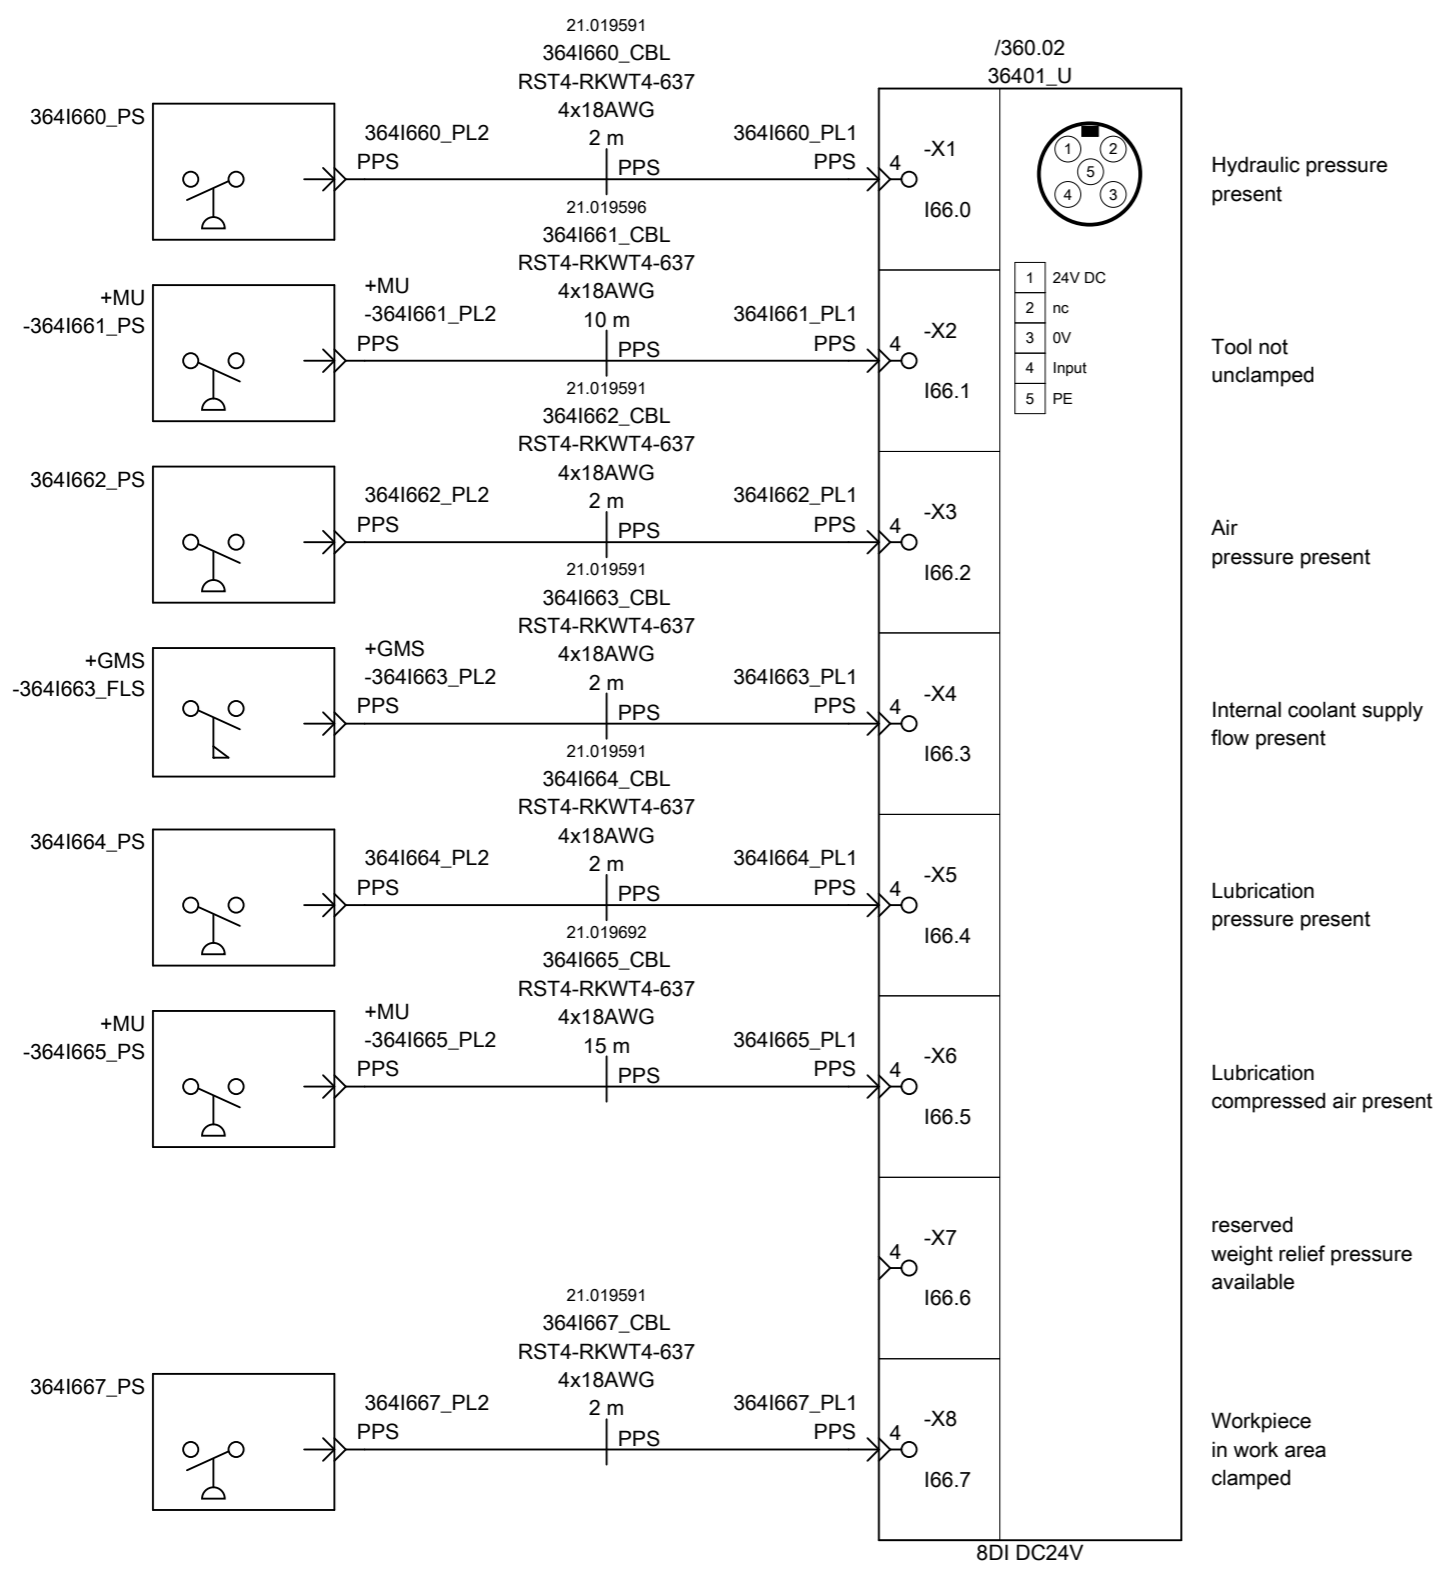 21.019591
364I660_CBL
RST4-RKWT4-637
4x18AWG
2 m
/360.02
36401_U
364I660_PS
364I660_PL2
PPS
PPS
364I660_PL1
PPS
4
-X1
I66.0
1
2
5
4
3
Hydraulic pressure
present
21.019596
364I661_CBL
RST4-RKWT4-637
4x18AWG
10 m
+MU
-364I661_PS
+MU
-364I661_PL2
PPS
PPS
364I661_PL1
PPS
4
-X2
I66.1
1 24V DC
2 nc
3 0V
4 Input
5 PE
Tool not
unclamped
21.019591
364I662_CBL
RST4-RKWT4-637
4x18AWG
2 m
364I662_PS
364I662_PL2
PPS
PPS
364I662_PL1
PPS
4
-X3
I66.2
Air
pressure present
21.019591
364I663_CBL
RST4-RKWT4-637
4x18AWG
2 m
+GMS
-364I663_FLS
+GMS
-364I663_PL2
PPS
PPS
364I663_PL1
PPS
4
-X4
I66.3
Internal coolant supply
flow present
21.019591
364I664_CBL
RST4-RKWT4-637
4x18AWG
2 m
364I664_PS
364I664_PL2
PPS
PPS
364I664_PL1
PPS
4
-X5
I66.4
Lubrication
pressure present
21.019692
364I665_CBL
RST4-RKWT4-637
4x18AWG
15 m
+MU
-364I665_PS
+MU
-364I665_PL2
PPS
PPS
364I665_PL1
PPS
4
-X6
I66.5
Lubrication
compressed air present
4
-X7
I66.6
reserved
weight relief pressure
available
21.019591
364I667_CBL
RST4-RKWT4-637
4x18AWG
2 m
364I667_PS
364I667_PL2
PPS
PPS
364I667_PL1
PPS
4
-X8
I66.7
Workpiece
in work area
clamped
8DI DC24V